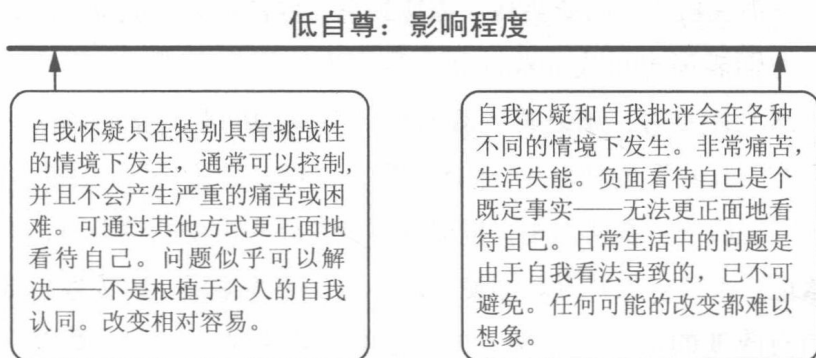 低自尊：影响程度
自我怀疑只在特别具有挑战性
的情境下发生，通常可以控制，
并且不会产生严重的痛苦或困
难。可通过其他方式更正面地
看待自己。问题似乎可以解
决——不是根植于个人的自我
认同。改变相对容易。
自我怀疑和自我批评会在各种
不同的情境下发生。非常痛苦，
生活失能。负面看待自己是个
既定事实——无法更正面地看
待自己。日常生活中的问题是
由于自我看法导致的，已不可
避免。任何可能的改变都难以
想象。